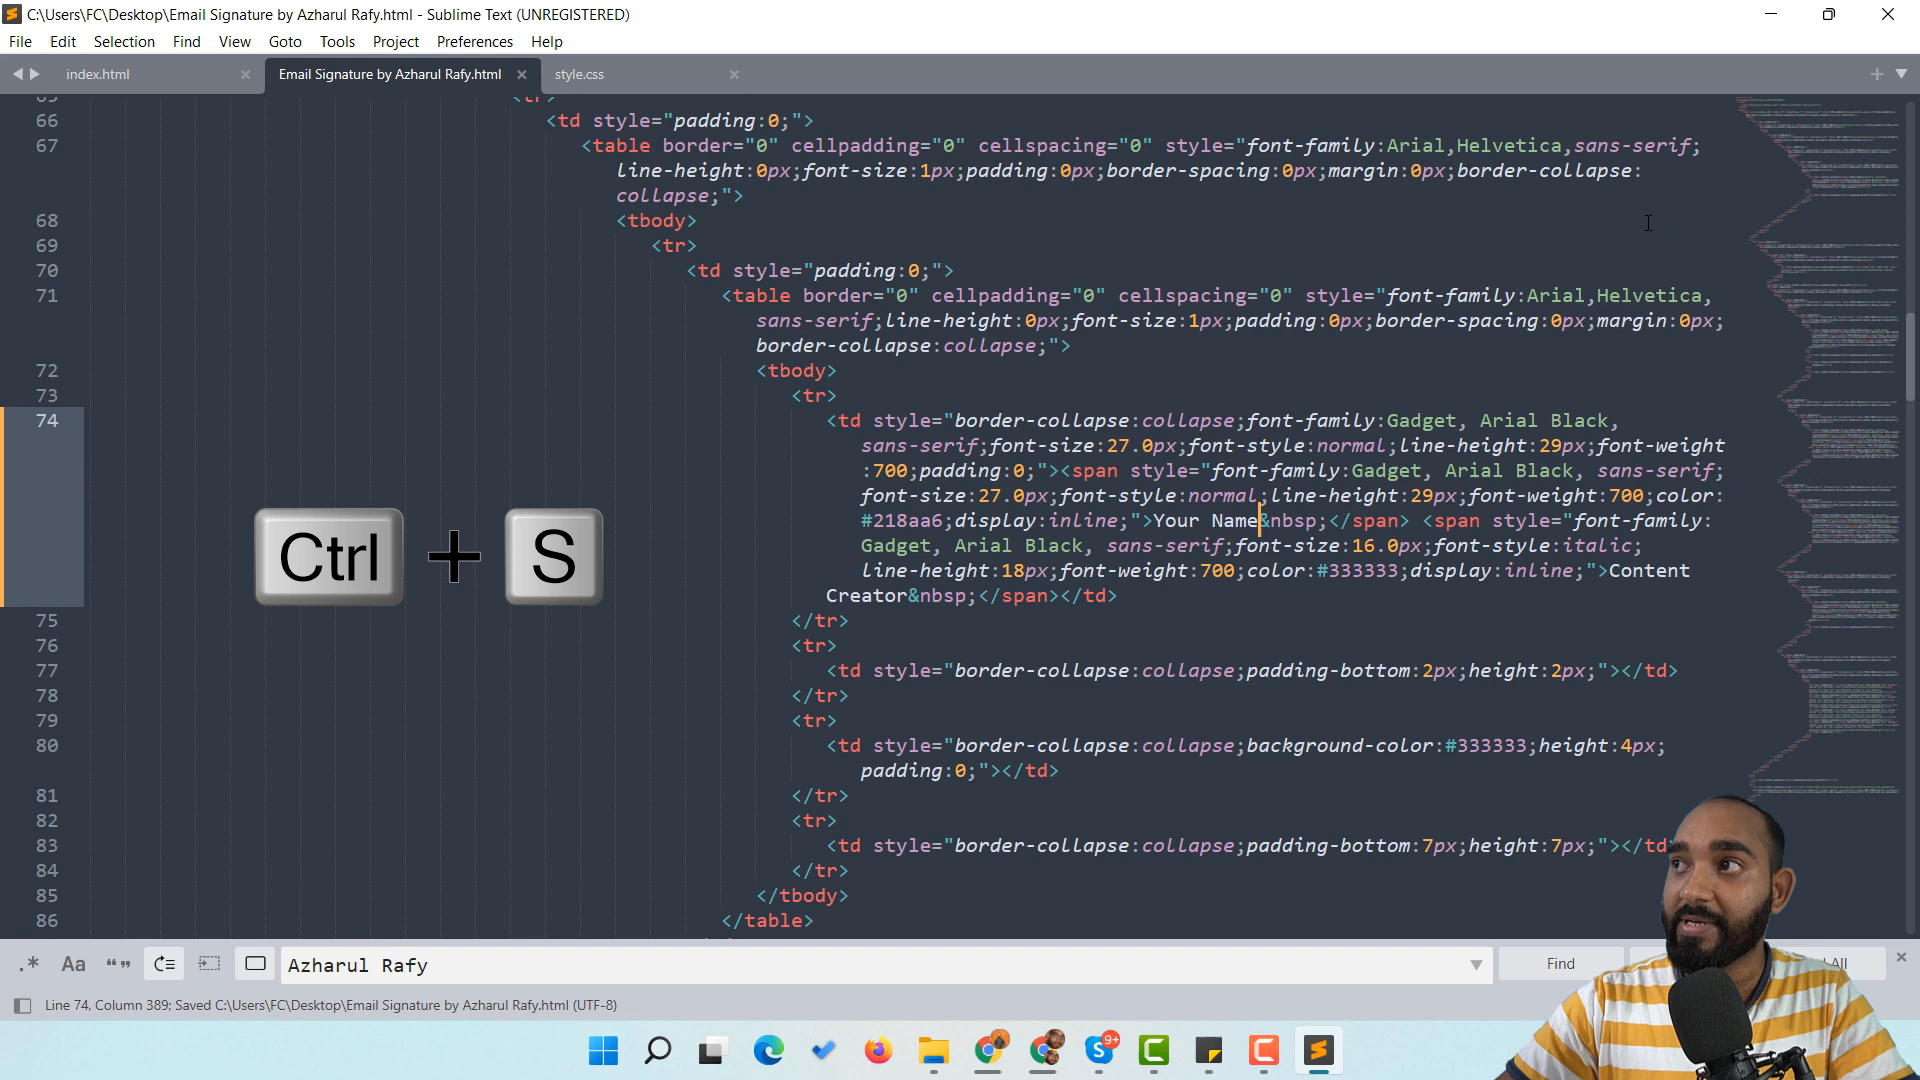 C:\Users\FC\Desktop\Email Signature by Azharul Rafy.html - Sublime Text (UNREGISTERED)
File Edit Selection Find View Goto Tools Project Preferences Help
index.html Email Signature by Azharul Rafy.html style.css
65 <tr>
66 <td style="padding:0;">
67 <table border="0" cellpadding="0" cellspacing="0" style="font-family:Arial,Helvetica,sans-serif;
line-height:0px;font-size:1px;padding:0px;border-spacing:0px;margin:0px;border-collapse:
collapse;">
68 <tbody>
69 <tr>
70 <td style="padding:0;">
71 <table border="0" cellpadding="0" cellspacing="0" style="font-family:Arial,Helvetica,
sans-serif;line-height:0px;font-size:1px;padding:0px;border-spacing:0px;margin:0px;
border-collapse:collapse;">
72 <tbody>
73 <tr>
74 <td style="border-collapse:collapse;font-family:Gadget, Arial Black,
sans-serif;font-size:27.0px;font-style:normal;line-height:29px;font-weight
:700;padding:0;"><span style="font-family:Gadget, Arial Black, sans-serif;
font-size:27.0px;font-style:normal;line-height:29px;font-weight:700;color:
#218aa6;display:inline;">Your Name&nbsp;</span> <span style="font-family:
Gadget, Arial Black, sans-serif;font-size:16.0px;font-style:italic;
line-height:18px;font-weight:700;color:#333333;display:inline;">Content
Creator&nbsp;</span></td>
75 </tr>
76 <tr>
77 <td style="border-collapse:collapse;padding-bottom:2px;height:2px;"></td>
78 </tr>
79 <tr>
80 <td style="border-collapse:collapse;background-color:#333333;height:4px;
padding:0;"></td>
81 </tr>
82 <tr>
83 <td style="border-collapse:collapse;padding-bottom:7px;height:7px;"></td
84 </tr>
85 </tbody>
86 </table>
Ctrl + S
.* Aa “” Azharul Rafy Find All
Line 74, Column 389; Saved C:\Users\FC\Desktop\Email Signature by Azharul Rafy.html (UTF-8)
9+